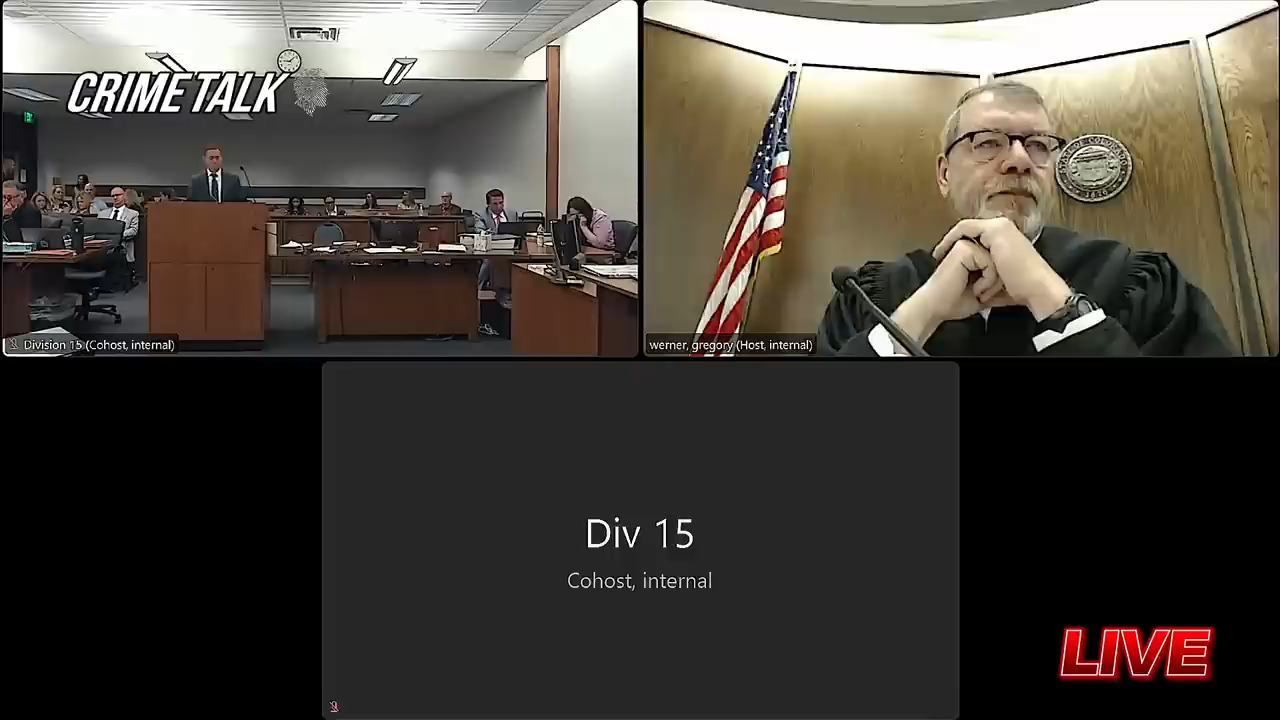 CRIME TALK
Division 15 (Cohost, internal)
werner, gregory (Host, internal)
Div 15
Cohost, internal
LIVE